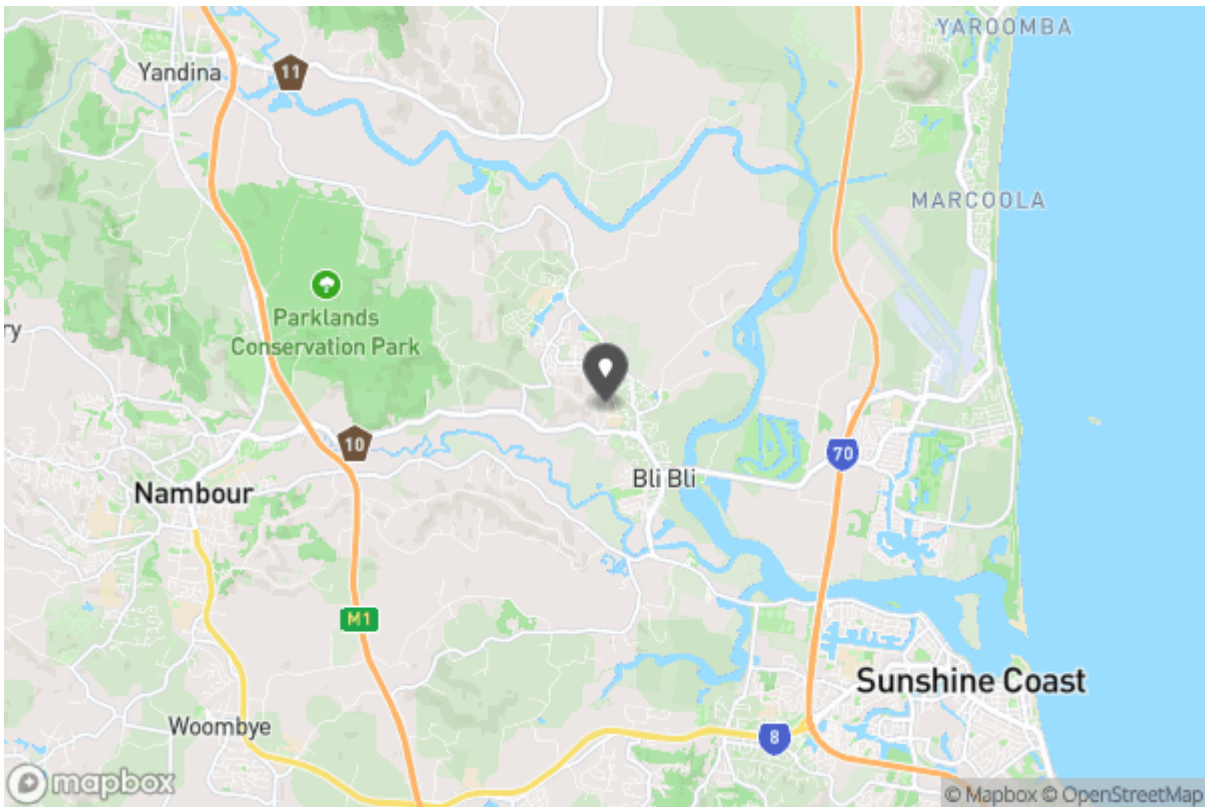 YAROOMBA
Yandina
11
MARCOOLA
Parklands
Conservation Park
ry
10
70
Bli Bli
Nambour
M1
Sunshine Coast
Woombye
8
mapbox
© Mapbox © OpenStreetMap